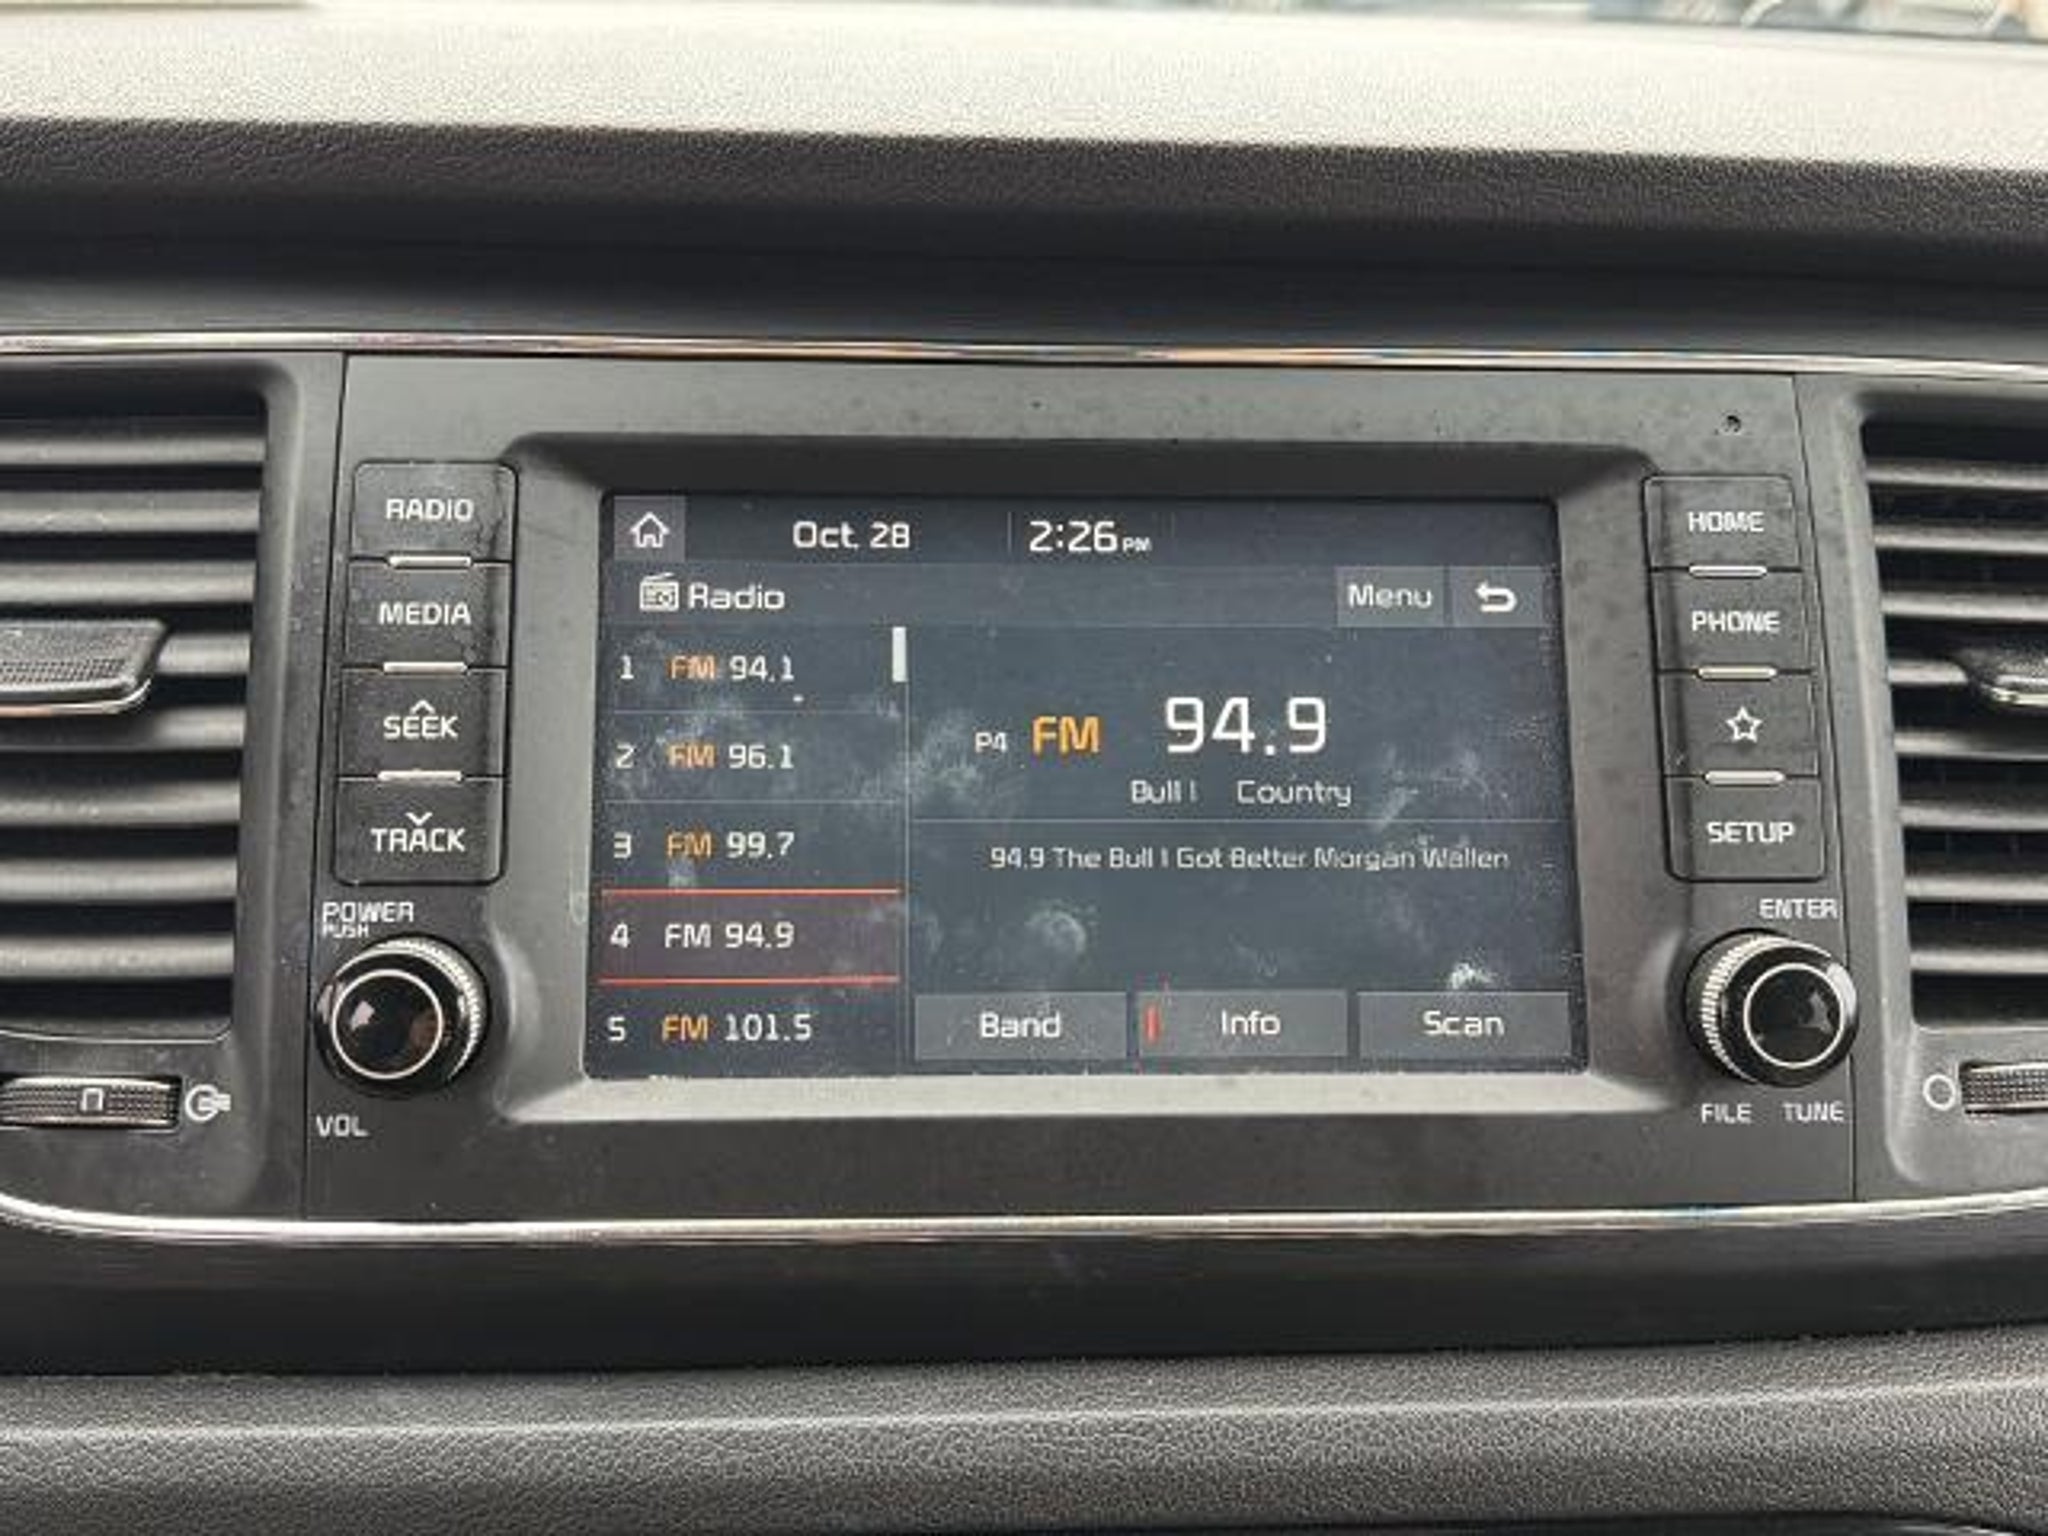 RADIO
MEDIA
SEEK
TRACK
POWER
PUSH
VOL
Oct. 28 2:26 PM
Radio
Menu
1 FM 94.1
2 FM 96.1
3 FM 99.7
4 FM 94.9
5 FM 101.5
P4 FM 94.9
Bull I Country
94.9 The Bull I Got Better Morgan Wallen
Band
Info
Scan
HOME
PHONE
SETUP
ENTER
FILE TUNE